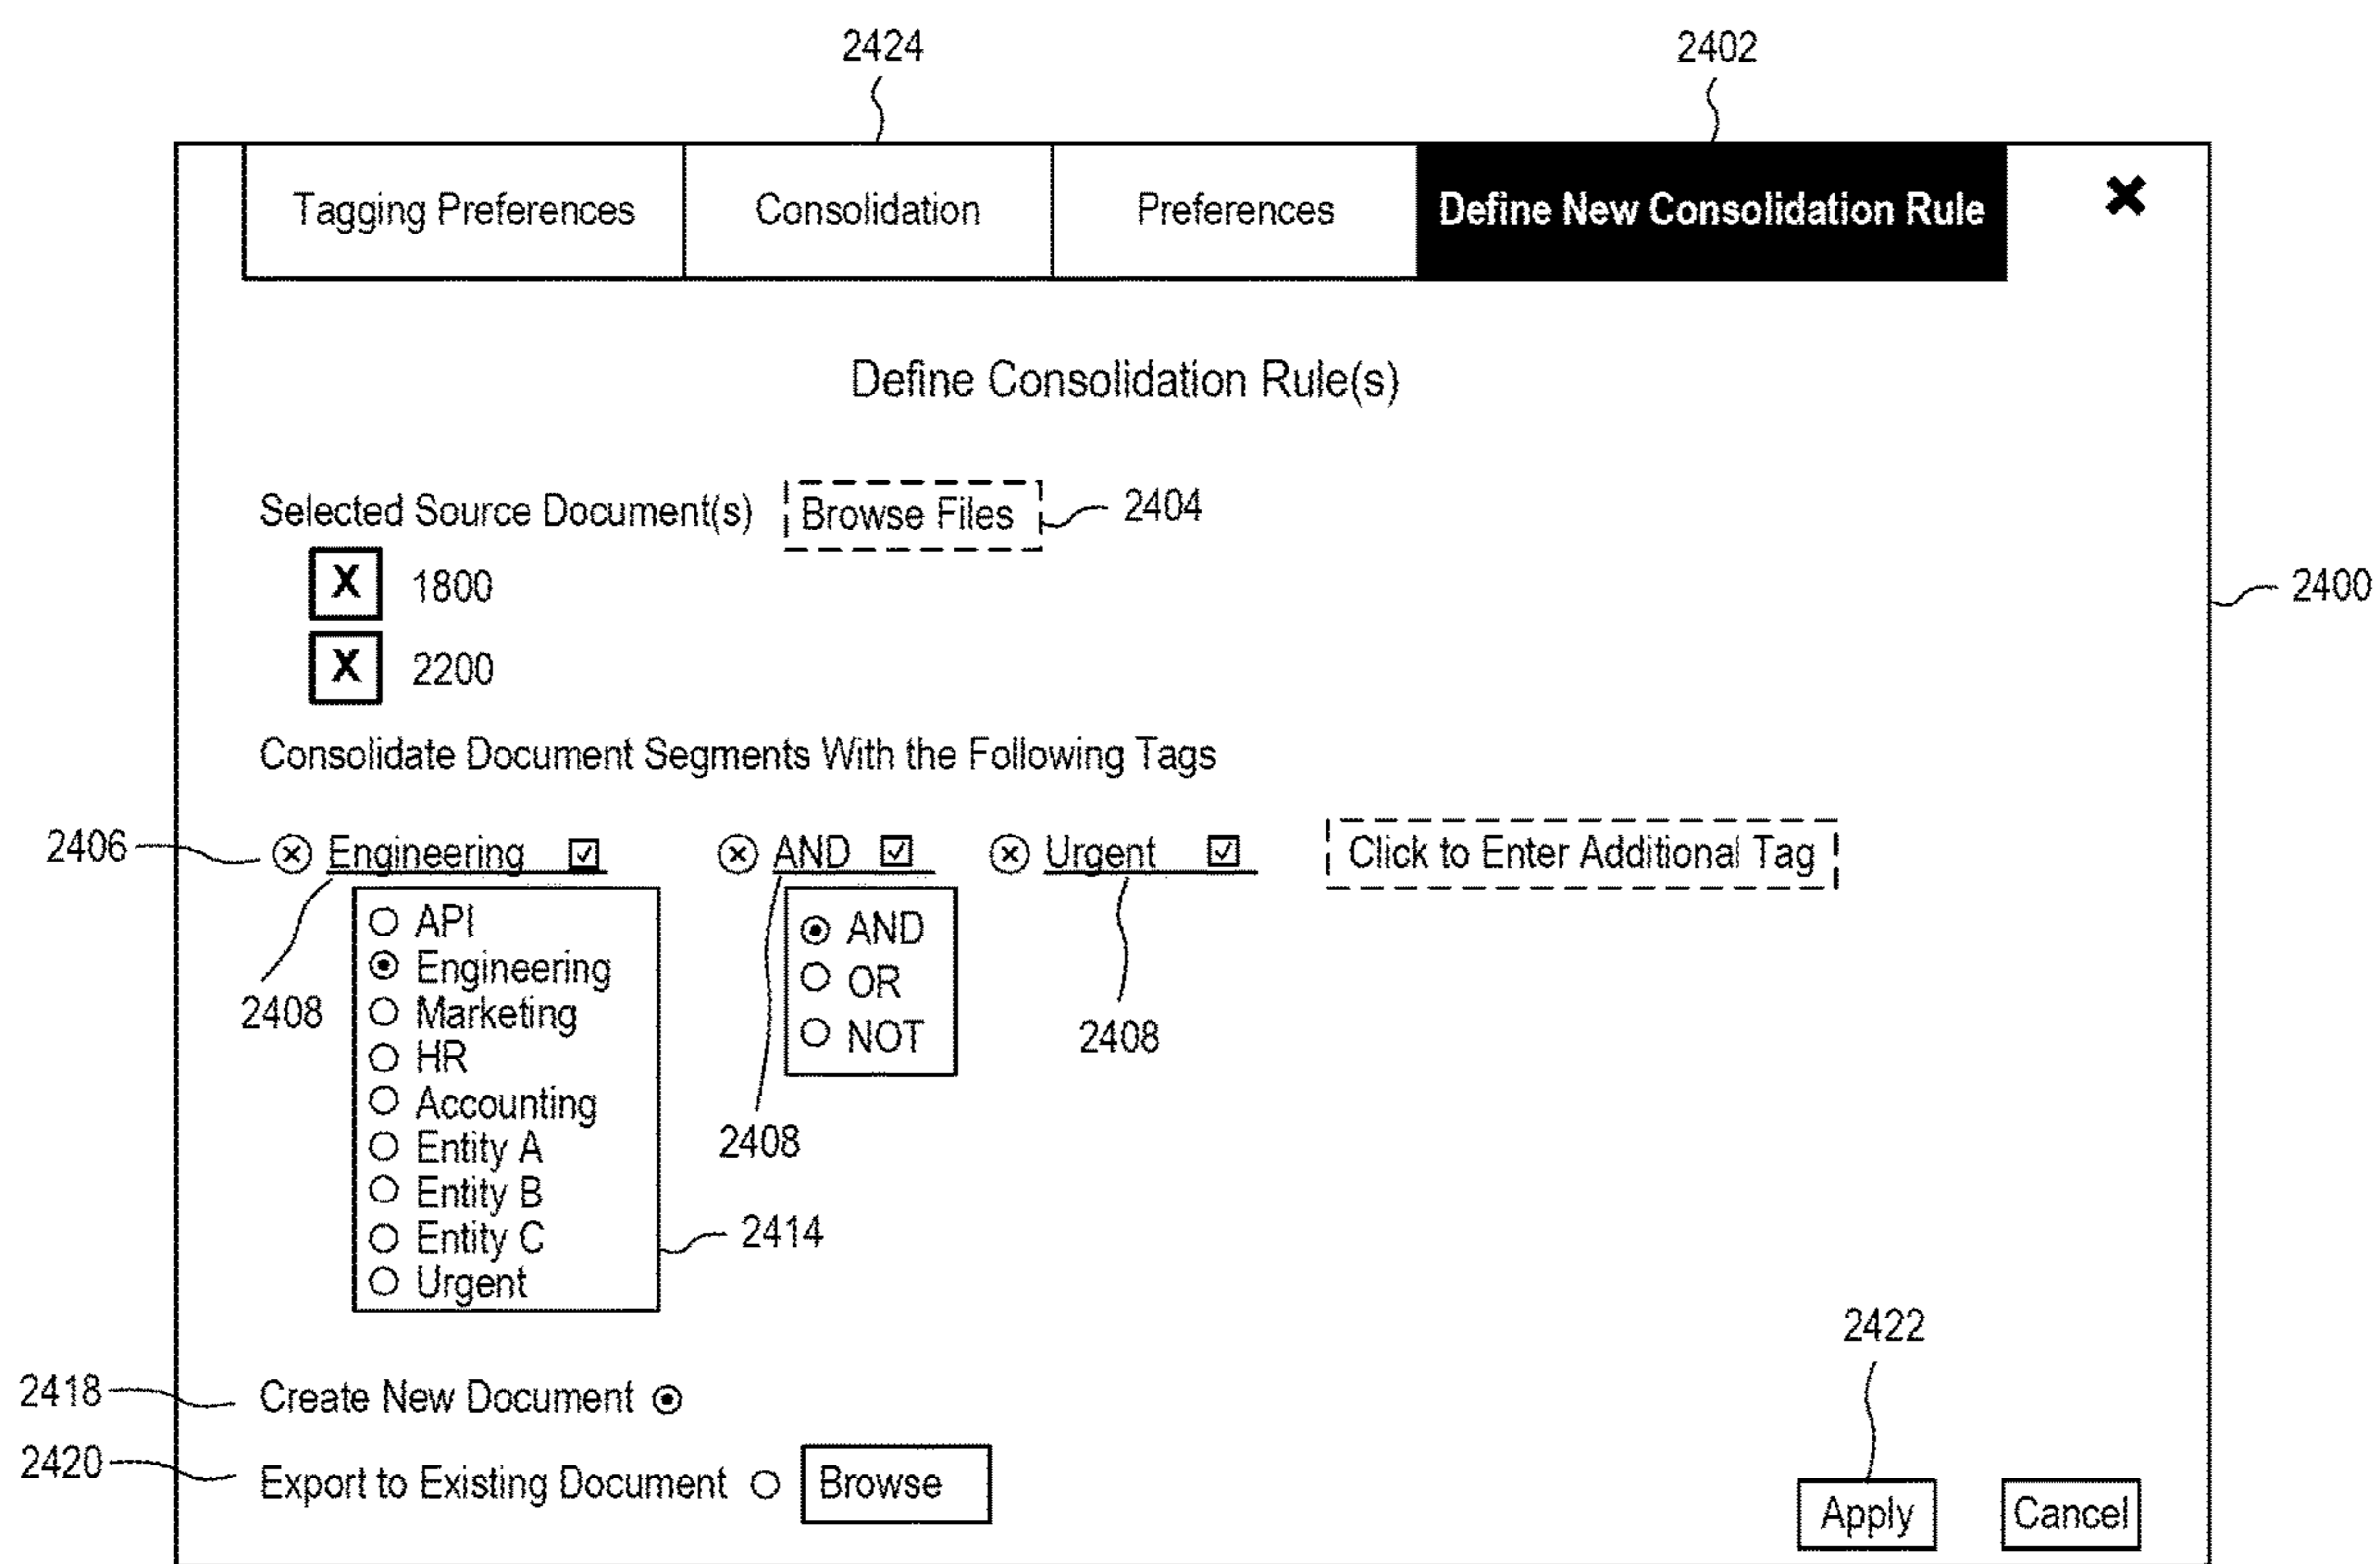 2424 2402
Tagging Preferences Consolidation Preferences Define New Consolidation Rule ✖
Define Consolidation Rule(s)
Selected Source Document(s) Browse Files 2404
X 1800 2400
X 2200
Consolidate Document Segments With the Following Tags
2406 Engineering AND Urgent Click to Enter Additional Tag
API AND
Engineering OR
2408 Marketing NOT 2408
HR
Accounting
Entity A 2408
Entity B
Entity C 2414
Urgent
2422
2418 Create New Document
2420 Export to Existing Document Browse
Apply Cancel